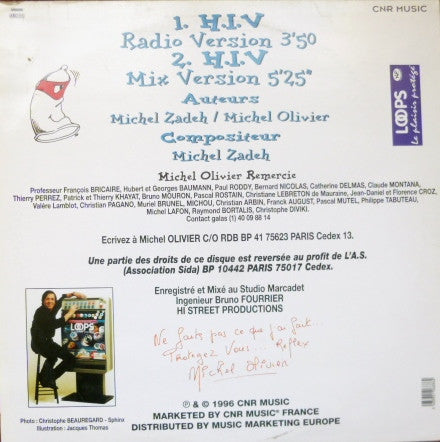 CNR MUSIC
1. H.I.V
Radio Version 3'50
2. H.I.V
Mix Version 5'25"
Auteurs
Michel Zadeh / Michel Olivier
Compositeur
Michel Zadeh
LOOPS
le plaisir protégé
Michel Olivier Remercie
Professeur François BRICAIRE, Hubert et Georges BAUMANN, Paul RODDY, Bernard NICOLAS, Catherine DELMAS, Claude MONTANA,
Thierry PERREZ, Patrick et Thierry KHAYAT, Bruno MOURON, Pascal ROSTAIN, Christiane LEBRETON de Mauraine, Jean-Daniel et Florence CROZ,
Valère Lamblot, Christian PAGANO, Muriel BRUNEL, MICHOU, Christian ARBIN, Franck AUGUST, Pascal MUTEL, Philippe TABUTEAU,
Michel LAFON, Raymond BORTALIS, Christophe DIVIKI.
Contact galas (1) 40 09 88 14
Ecrivez à Michel OLIVIER C/O RDB BP 41 75623 PARIS Cedex 13.
Une partie des droits de ce disque est reversée au profit de L'A.S.
(Association Sida) BP 10442 PARIS 75017 Cedex.
Enregistré et Mixé au Studio Marcadet
Ingenieur Bruno FOURRIER
HI STREET PRODUCTIONS
LOOPS
Ne faites pas ce que j'ai fait...
Protegez Vous... Reflex
Michel Olivier
Photo : Christophe BEAUREGARD - Sphinx
Illustration : Jacques Thomas
℗ & © 1996 CNR MUSIC
MARKETED BY CNR MUSIC FRANCE
DISTRIBUTED BY MUSIC MARKETING EUROPE